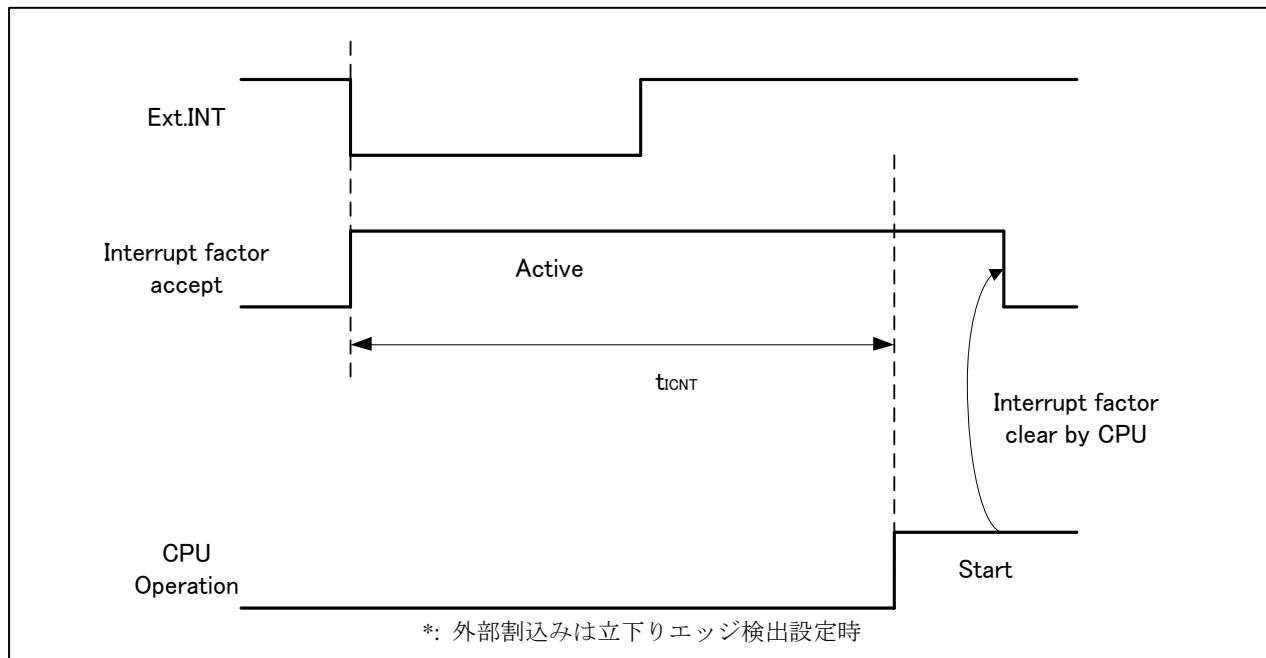 Ext.INT
Interrupt factor
accept
Active
tICNT
Interrupt factor
clear by CPU
CPU
Operation
Start
*: 外部割込みは立下りエッジ検出設定時